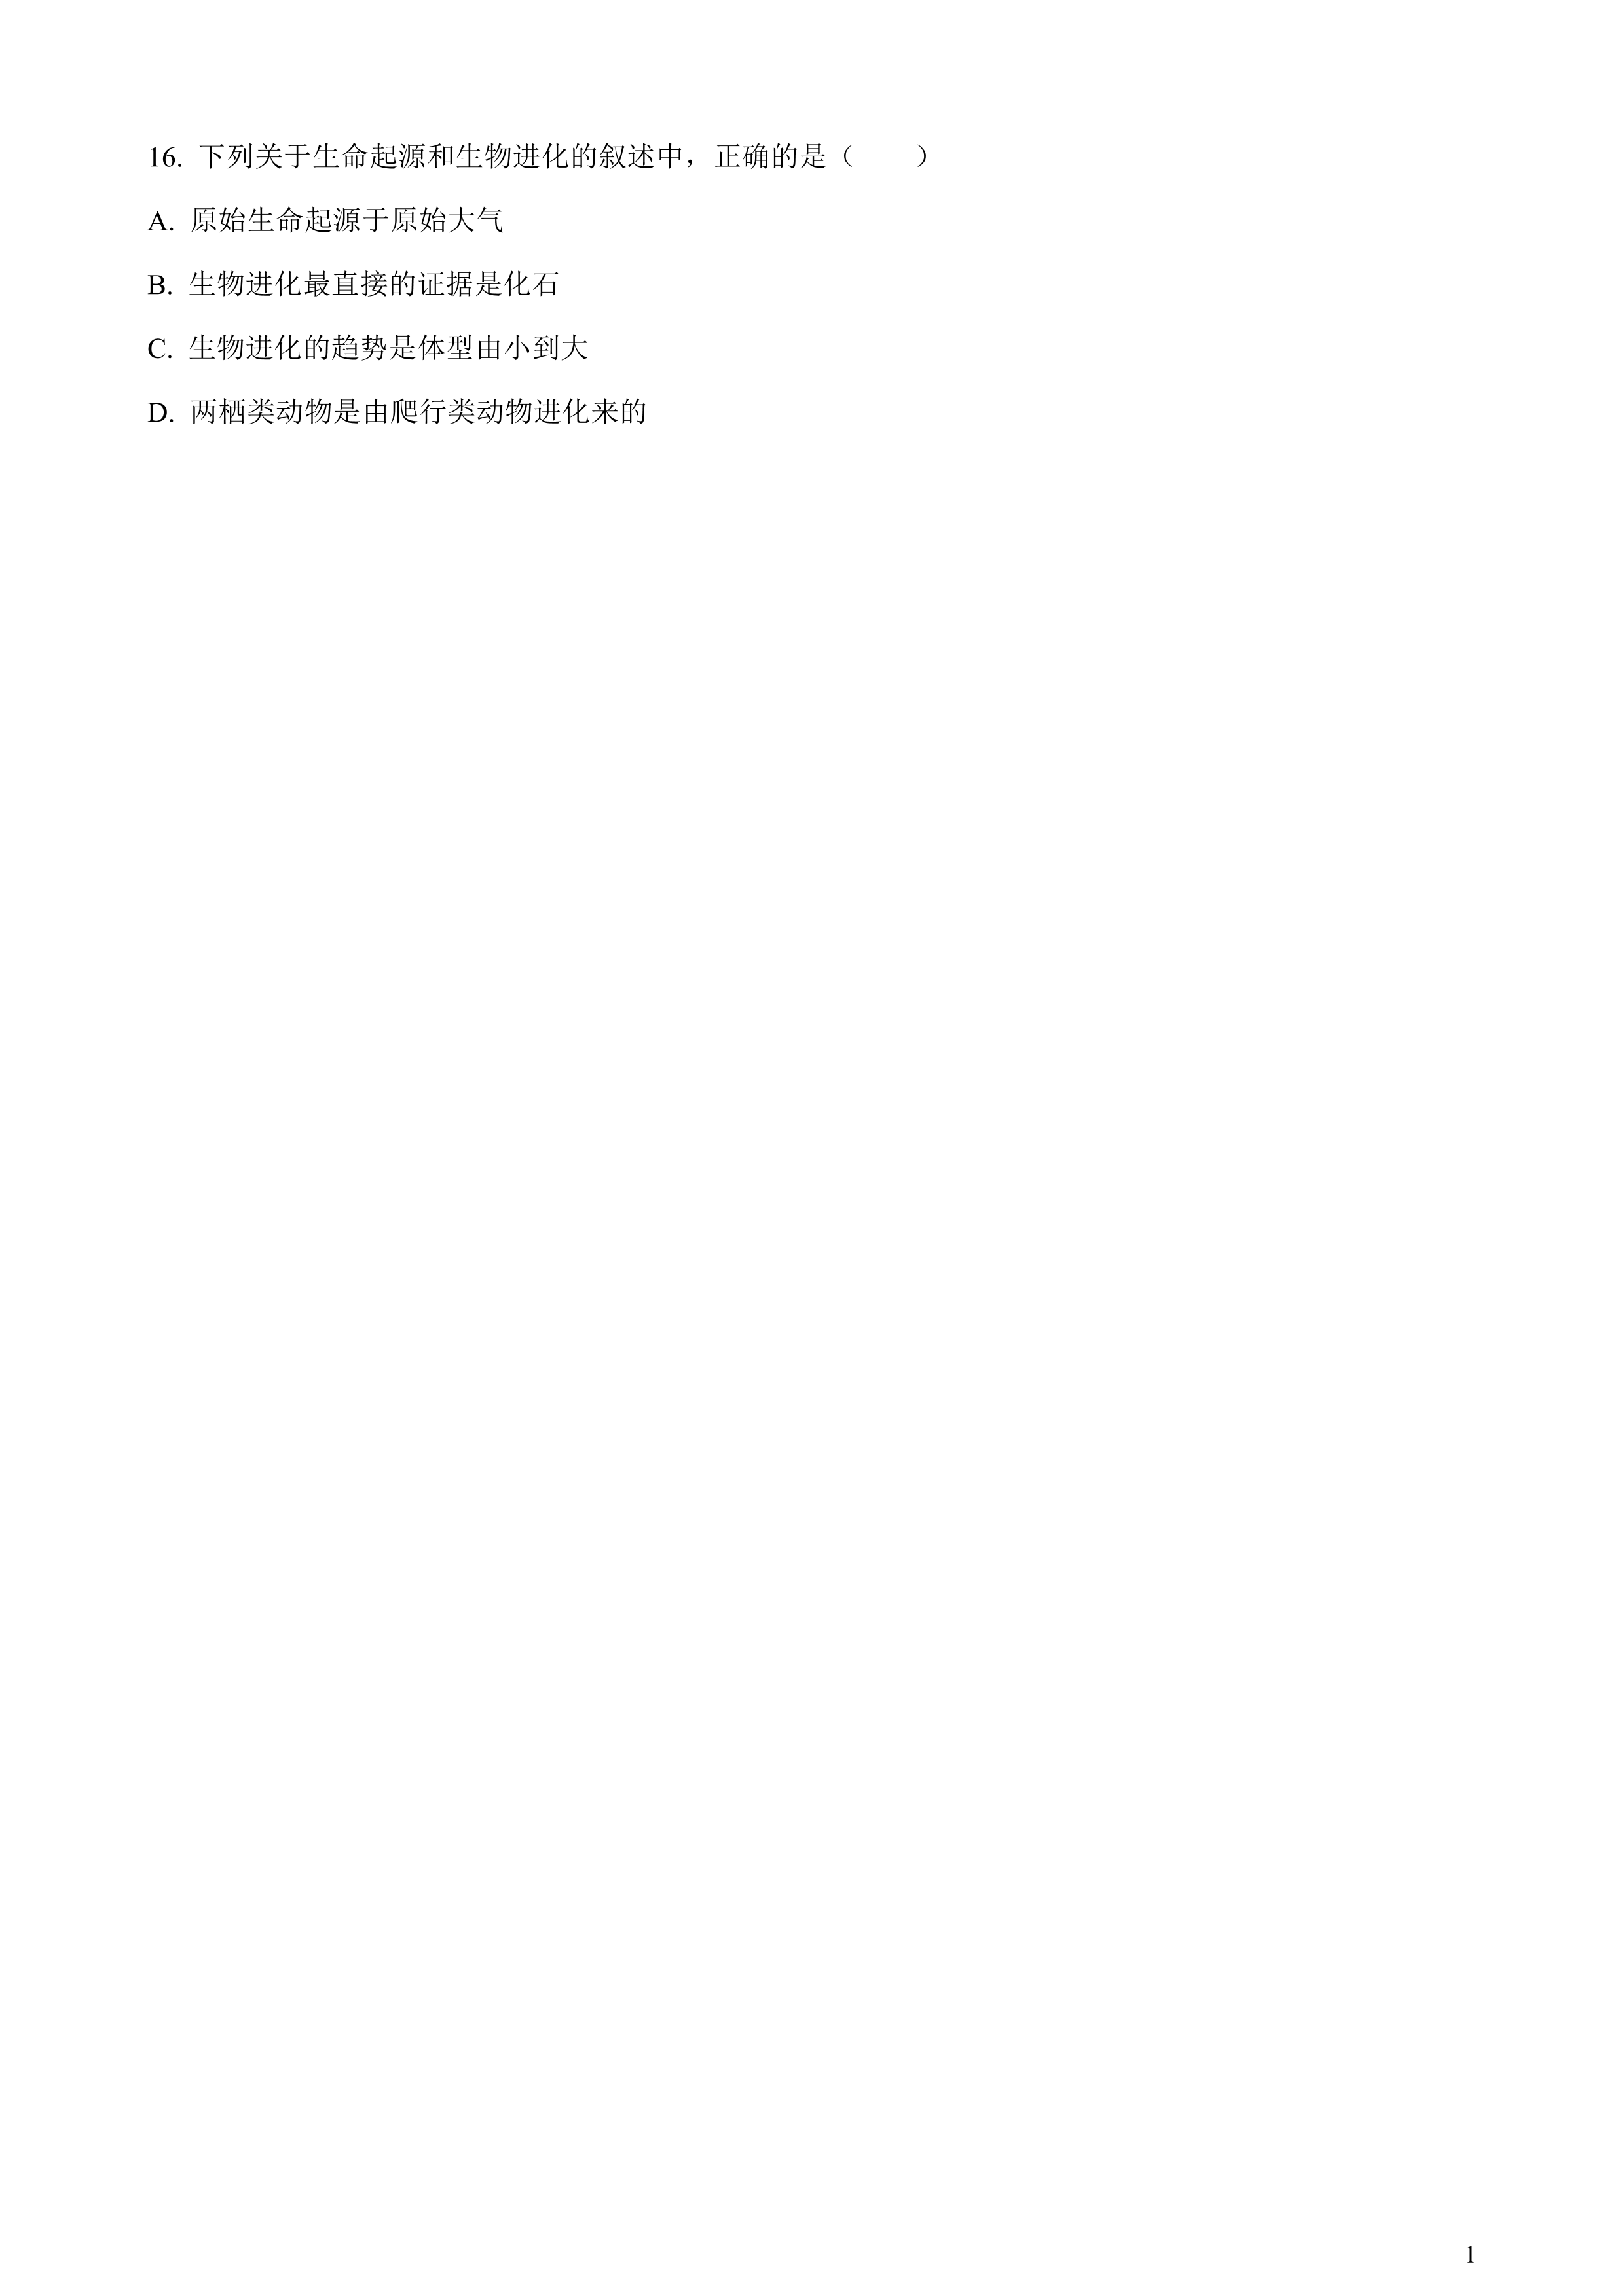 16. 下列关于生命起源和生物进化的叙述中，正确的是（　　）
A. 原始生命起源于原始大气
B. 生物进化最直接的证据是化石
C. 生物进化的趋势是体型由小到大
D. 两栖类动物是由爬行类动物进化来的
1